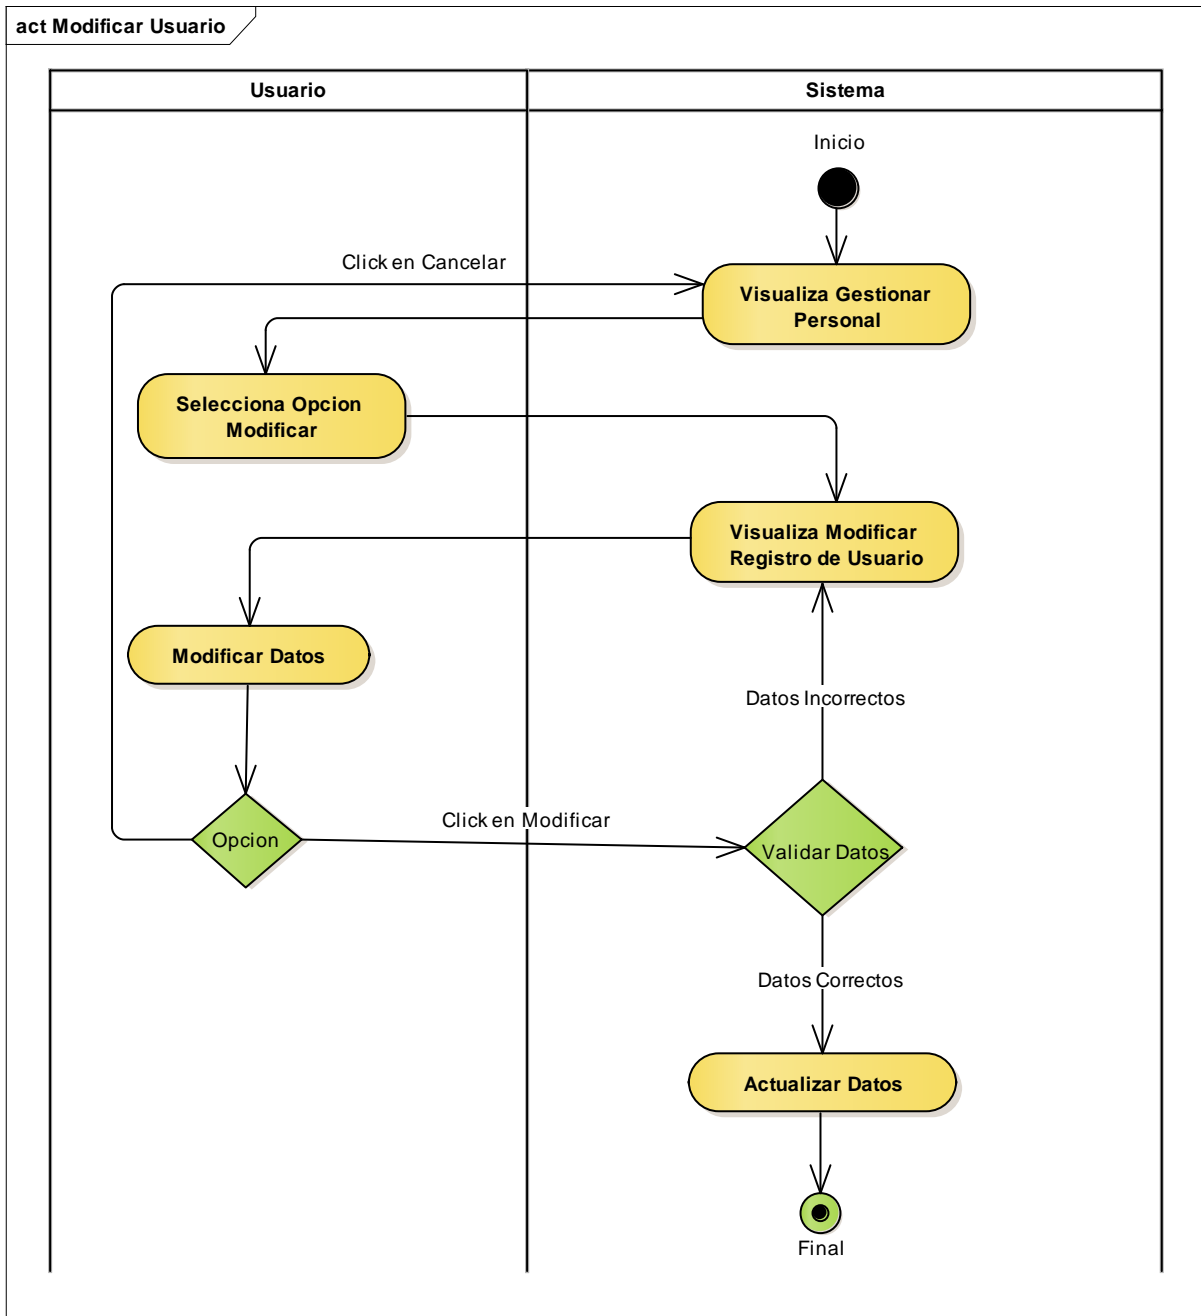 act Modificar Usuario
Usuario
Sistema
Inicio
Click en Cancelar
Visualiza Gestionar
Personal
Selecciona Opcion
Modificar
Visualiza Modificar
Registro de Usuario
Modificar Datos
Datos Incorrectos
Click en Modificar
Opcion
Validar Datos
Datos Correctos
Actualizar Datos
Final